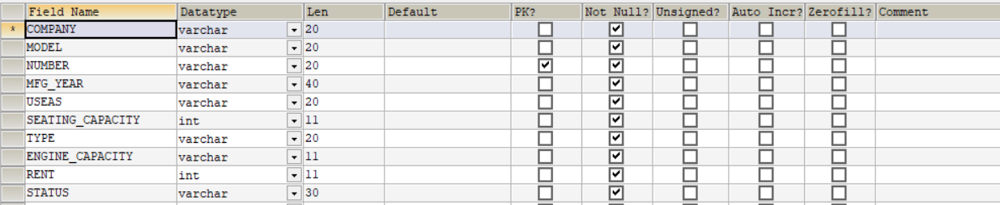 Field Name Datatype Len Default PK? Not Null? Unsigned? Auto Incr? Zerofill? Comment
* COMPANY varchar 20
MODEL varchar 20
NUMBER varchar 20
MFG_YEAR varchar 40
USEAS varchar 20
SEATING_CAPACITY int 11
TYPE varchar 20
ENGINE_CAPACITY varchar 11
RENT int 11
STATUS varchar 30